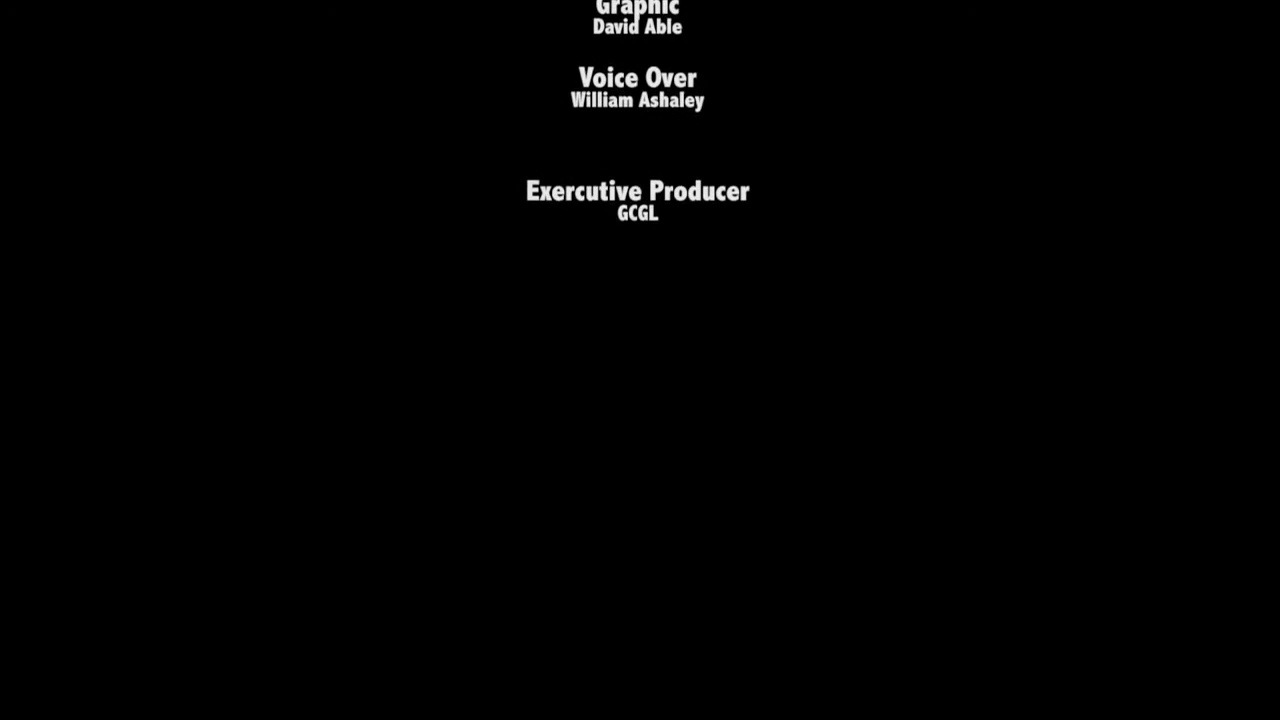 Graphic
David Able
Voice Over
William Ashaley
Exercutive Producer
GCGL